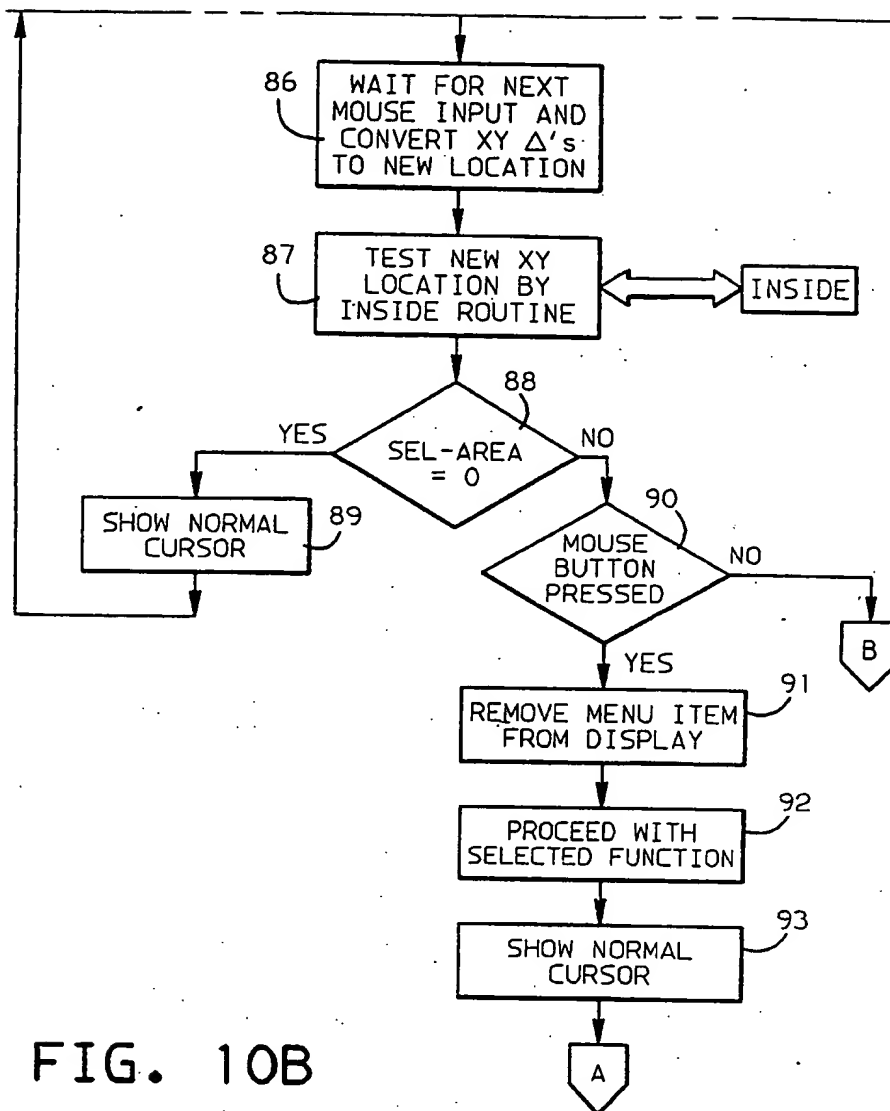 86
WAIT FOR NEXT
MOUSE INPUT AND
CONVERT XY Δ's
TO NEW LOCATION
87
TEST NEW XY
LOCATION BY
INSIDE ROUTINE
INSIDE
88
YES
SEL-AREA
= 0
NO
SHOW NORMAL
CURSOR
89
90
MOUSE
BUTTON
PRESSED
NO
B
YES
91
REMOVE MENU ITEM
FROM DISPLAY
92
PROCEED WITH
SELECTED FUNCTION
93
SHOW NORMAL
CURSOR
A
FIG. 10B